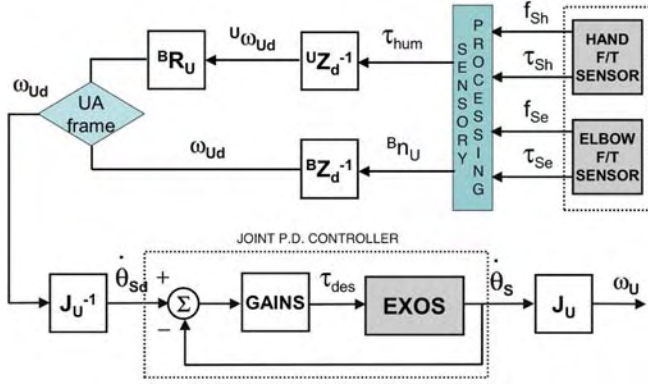 f_Sh
HAND
F/T
SENSOR
τ_Sh
f_Se
ELBOW
F/T
SENSOR
τ_Se
SENSORY
PROCESSING
τ_hum
ᵁZ_d⁻¹
ᵁω_Ud
ᴮR_U
ω_Ud
UA
frame
ω_Ud
ᴮZ_d⁻¹
ᴮn_U
JOINT P.D. CONTROLLER
J_U⁻¹
θ̇_Sd
+
−
Σ
GAINS
τ_des
EXOS
θ̇_S
J_U
ω_U